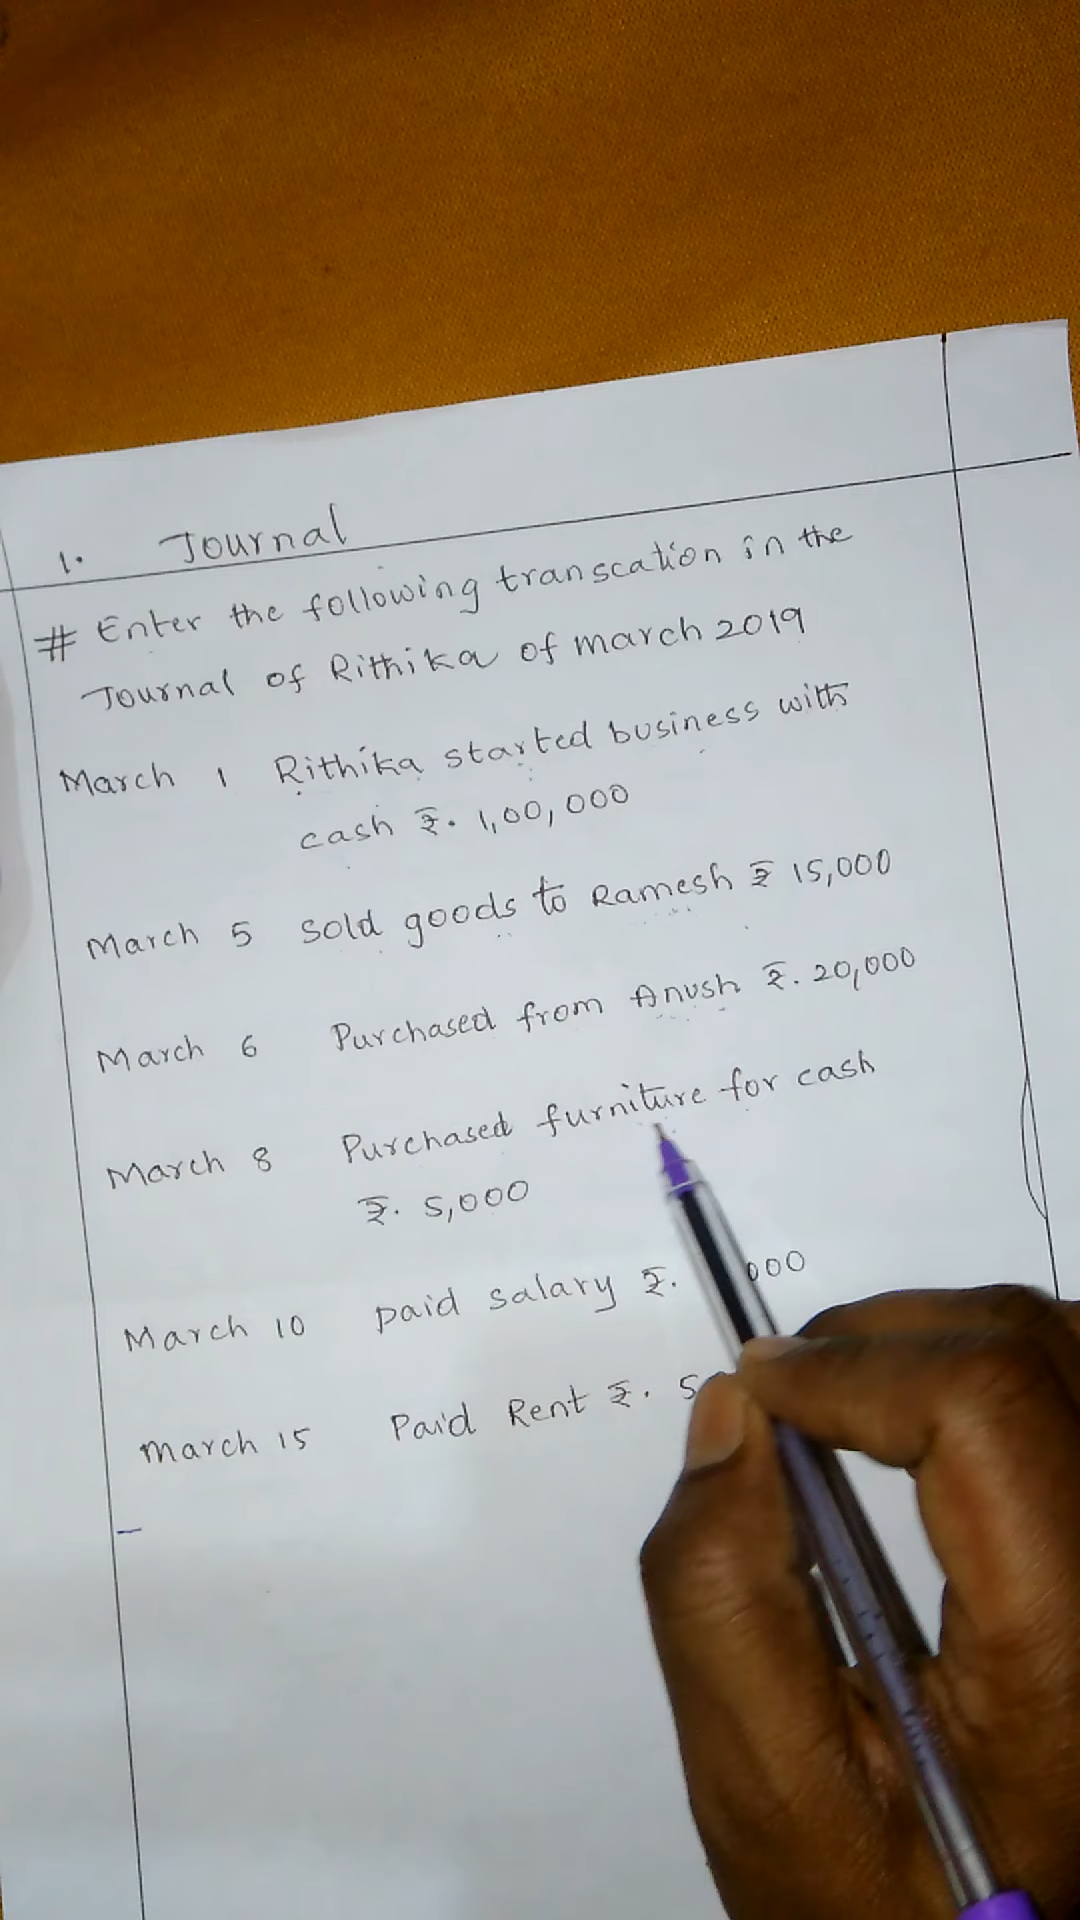 1. Journal
# Enter the following transcation in the
Journal of Rithika of march 2019
March 1 Rithika started business with
cash ₹. 1,00,000
March 5 sold goods to Ramesh ₹ 15,000
March 6 Purchased from Anush ₹. 20,000
March 8 Purchased furniture for cash
₹. 5,000
March 10 paid salary ₹.
March 15 Paid Rent ₹.